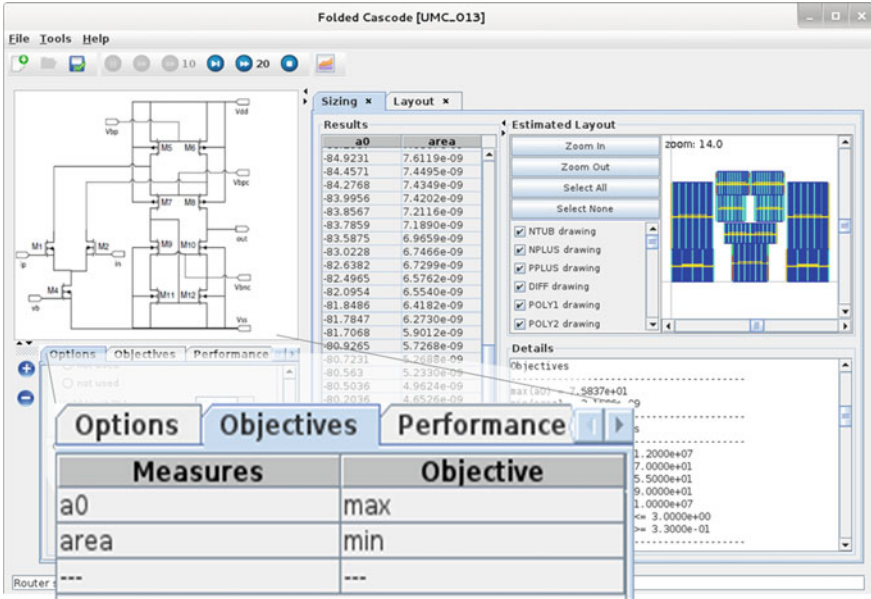 Folded Cascode [UMC_013]
File Tools Help
10 20
Vdd
Vbp
M5 M6
Vbpc
M7 M8
out
M1 M2 M9 M10
ip in
Vbnc
M4 M11 M12
vb
Vss
Sizing × Layout ×
Results
a0 area
-84.9231 7.6119e-09
-84.4571 7.4495e-09
-84.2768 7.4349e-09
-83.9956 7.4202e-09
-83.8567 7.2116e-09
-83.7859 7.1890e-09
-83.5875 6.9659e-09
-83.0228 6.7466e-09
-82.6382 6.7299e-09
-82.4965 6.5762e-09
-82.0954 6.5540e-09
-81.8486 6.4182e-09
-81.7847 6.2730e-09
-81.7068 5.9012e-09
-80.9265 5.7268e-09
-80.7231 5.2688e-09
-80.563 5.2330e-09
-80.5036 4.9624e-09
-80.2036 4.6526e-09
Estimated Layout
Zoom In
Zoom Out
Select All
Select None
NTUB drawing
NPLUS drawing
PPLUS drawing
DIFF drawing
POLY1 drawing
POLY2 drawing
zoom: 14.0
Details
Objectives
max(a0) = 7.5837e+01
1.2000e+07
7.0000e+01
5.5000e+01
9.0000e+01
1.0000e+07
<= 3.0000e+00
>= 3.3000e-01
Options Objectives Performance
not used
Options Objectives Performance
Measures Objective
a0 max
area min
--- ---
Router